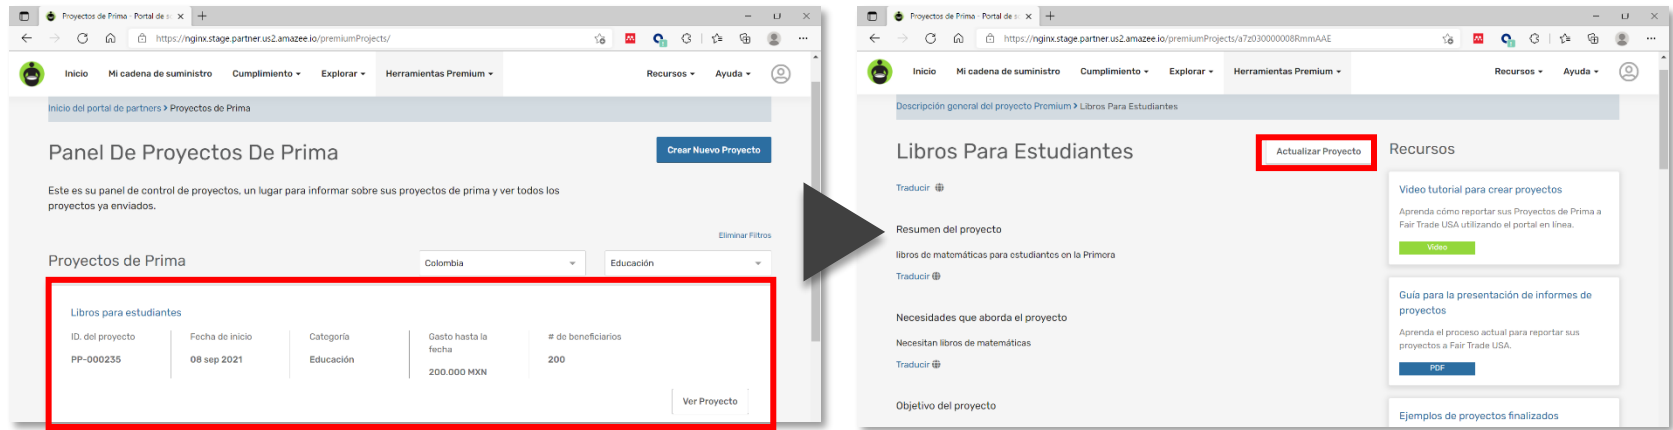 Proyectos de Prima - Portal de s
https://nginx.stage.partner.us2.amazee.io/premiumProjects/
Inicio Mi cadena de suministro Cumplimiento Explorar Herramientas Premium Recursos Ayuda
Inicio del portal de partners > Proyectos de Prima
Panel De Proyectos De Prima
Crear Nuevo Proyecto
Este es su panel de control de proyectos, un lugar para informar sobre sus proyectos de prima y ver todos los
proyectos ya enviados.
Eliminar Filtros
Proyectos de Prima
Colombia
Educación
Libros para estudiantes
ID. del proyecto
PP-000235
Fecha de inicio
08 sep 2021
Categoría
Educación
Gasto hasta la
fecha
200.000 MXN
# de beneficiarios
200
Ver Proyecto
Proyectos de Prima - Portal de s
https://nginx.stage.partner.us2.amazee.io/premiumProjects/a7z030000008RmmAAE
Inicio Mi cadena de suministro Cumplimiento Explorar Herramientas Premium Recursos Ayuda
Descripción general del proyecto Premium > Libros Para Estudiantes
Libros Para Estudiantes
Actualizar Proyecto
Traducir
Resumen del proyecto
libros de matomáticas para estudiantes en la Primera
Traducir
Necesidades que aborda el proyecto
Necesitan libros de matemáticas
Traducir
Objetivo del proyecto
Recursos
Video tutorial para crear proyectos
Aprenda cómo reportar sus Proyectos de Prima a
Fair Trade USA utilizando el portal en línea.
Video
Guía para la presentación de informes de
proyectos
Aprenda el proceso actual para reportar sus
proyectos a Fair Trade USA.
PDF
Ejemplos de proyectos finalizados